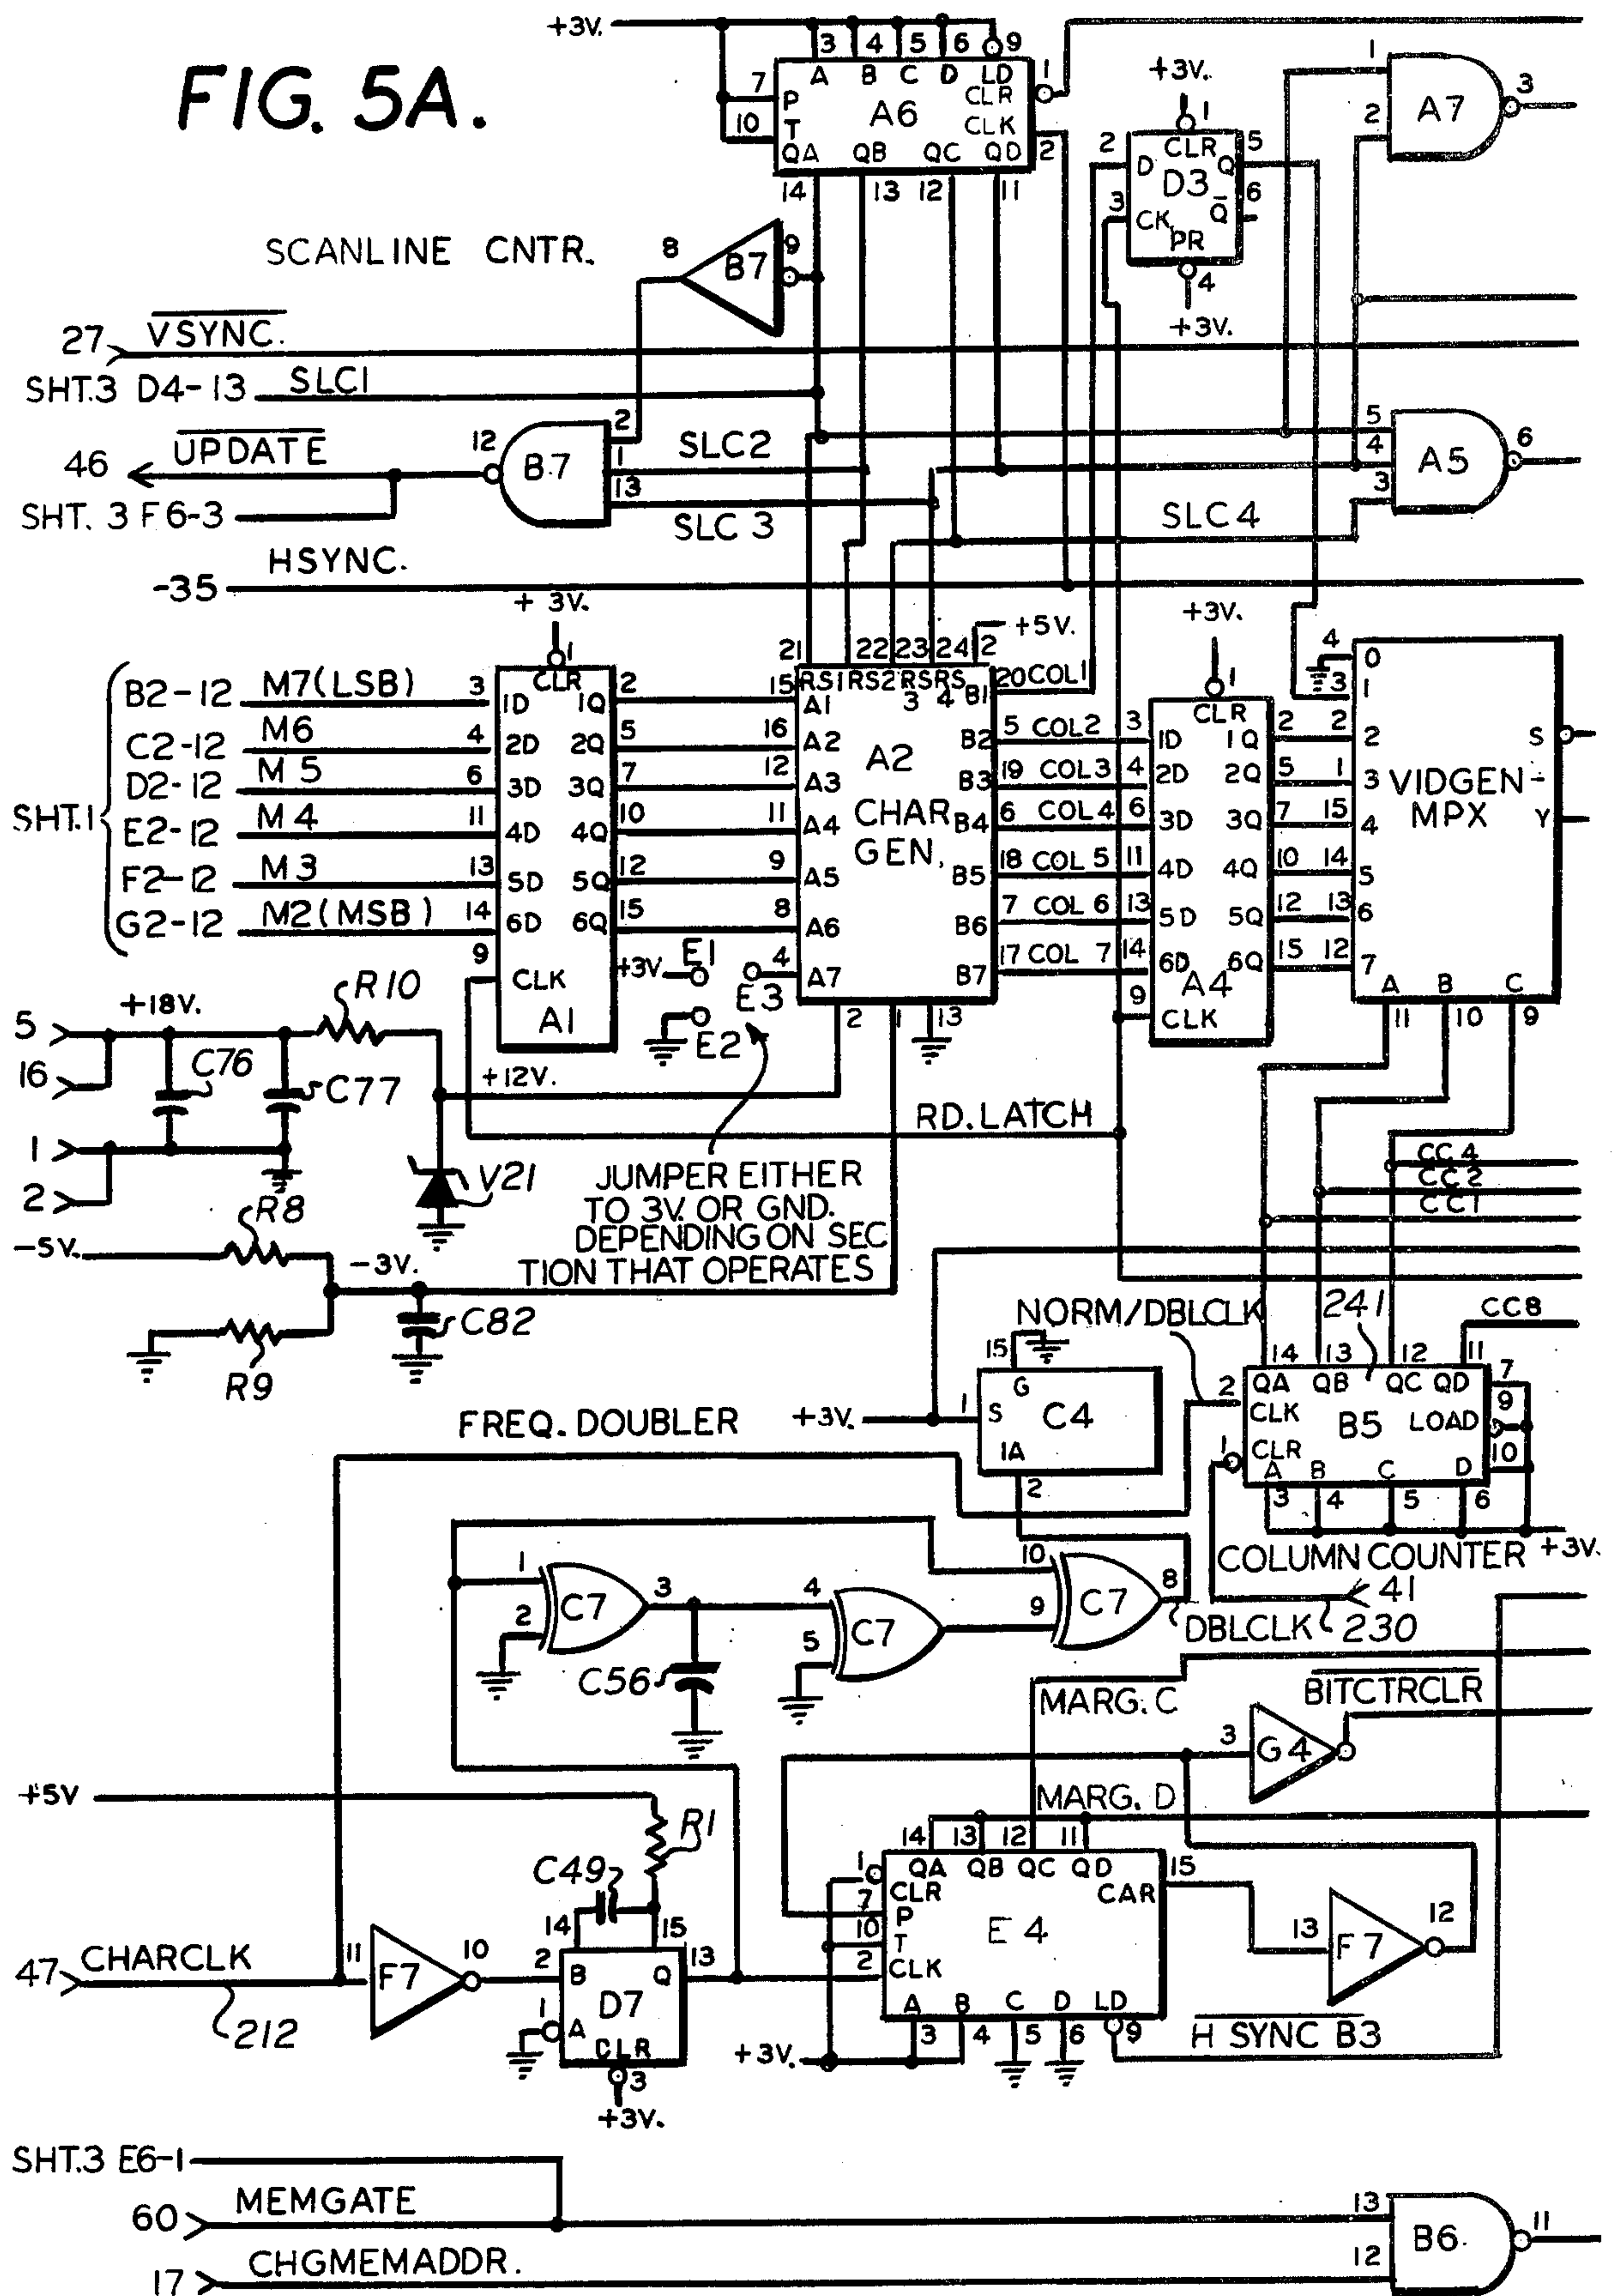 FIG. 5A.
+3V.
3 4 5 6 9
A B C D LD
7 P CLR 1
A6
10 T CLK 2
QA QB QC QD
14 13 12 11
+3V.
1
CLR
2 D Q 5
D3
3 CK Q 6
PR
4
+3V.
1
2
A7 3
SCANLINE CNTR.
8 B7 9
27 VSYNC.
SHT.3 D4-13 SLC1
46 UPDATE 12 B7 2
1
13
SLC2
SLC 3
SLC 4
5
4
3
A5 6
SHT. 3 F6-3
HSYNC.
-35
+3V.
1
CLR
SHT.1
B2-12 M7(LSB) 3 1D 1Q 2
C2-12 M6 4 2D 2Q 5
D2-12 M5 6 3D 3Q 7
E2-12 M4 11 4D 4Q 10
F2-12 M3 13 5D 5Q 12
G2-12 M2(MSB) 14 6D 6Q 15
9 CLK
A1
21 22 23 24 2 +5V.
RS1 RS2 RS 3 RS 4
15 A1 B1 20 COL1
16 A2 B2 5 COL2
12 A3 B3 19 COL3
11 A4 B4 6 COL4
9 A5 B5 18 COL 5
8 A6 B6 7 COL 6
4 A7 B7 17 COL 7
A2
CHAR
GEN.
2 1 13
+3V E1
E3
E2
+3V.
1
CLR
3 1D 1Q 2
4 2D 2Q 5
6 3D 3Q 7
11 4D 4Q 10
13 5D 5Q 12
14 6D 6Q 15
9 CLK
A4
4 0
3 1
2 2
1 3
15 4
14 5
13 6
12 7
VIDGEN-
MPX
S
Y
A B C
11 10 9
5 +18V. R10
16 C76 C77
1
2
+12V.
V21
RD. LATCH
JUMPER EITHER
TO 3V. OR GND.
DEPENDING ON SEC
TION THAT OPERATES
R8
-5V.
-3V.
C82
R9
CC4
CC2
CC1
NORM/DBLCLK 241 CC8
15
G
1 S C4
1A
2
FREQ. DOUBLER +3V.
14 13 12 11
QA QB QC QD 7
2 CLK B5 LOAD 9
1 CLR 10
A B C D
3 4 5 6
COLUMN COUNTER +3V.
41
230
1
2 C7 3
4
5 C7
10
9 C7 8
DBLCLK
C56
MARG. C
BITCTRCLR
3 G4
MARG. D
+5V
R1
C49
14 15
47 CHARCLK 11 F7 10
212
2 B Q 13
D7
1 A
CLR
3
+3V.
14 13 12 11
QA QB QC QD
1 CLR CAR 15
7 P
10 T E4
2 CLK
A B C D LD
3 4 5 6 9
+3V.
13 F7 12
H SYNC B3
SHT.3 E6-1
60 MEMGATE 13
17 CHGMEMADDR. 12
B6 11